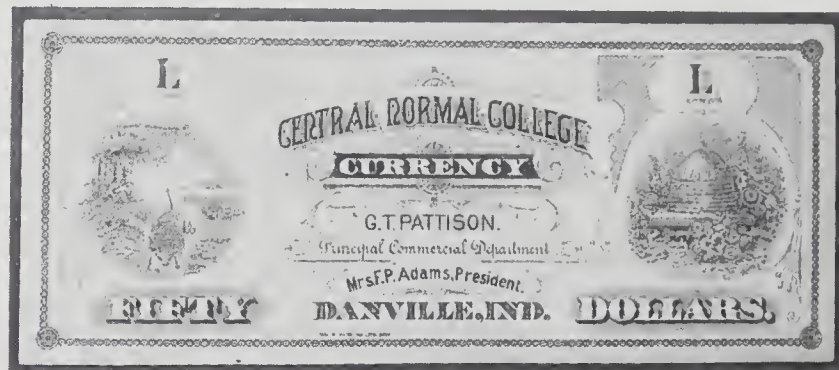 L L
CENTRAL NORMAL COLLEGE
CURRENCY
G.T. PATTISON.
Principal Commercial Department
Mrs.F.P. Adams, President.
FIFTY DANVILLE, IND. DOLLARS.